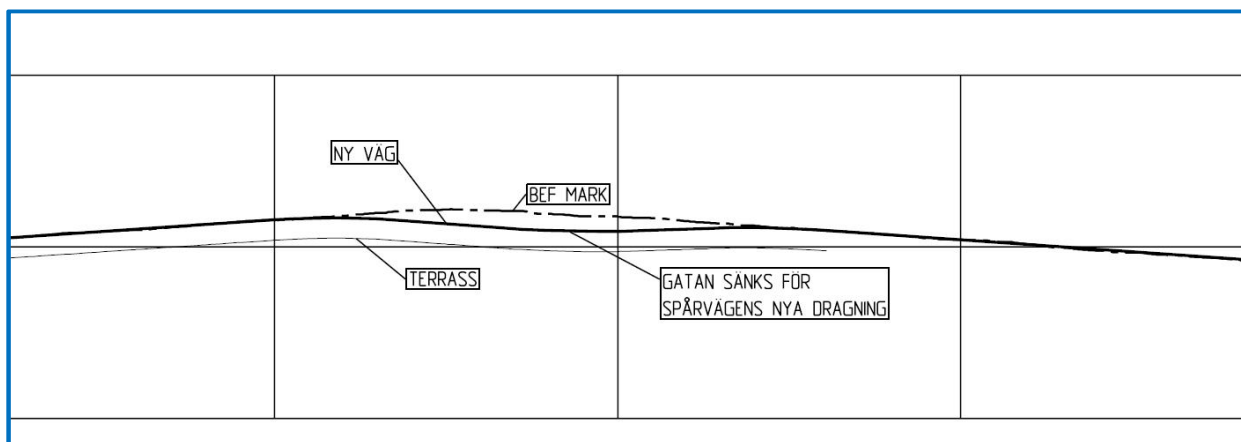 NY VÄG
BEF MARK
TERRASS
GATAN SÄNKS FÖR
SPÅRVÄGENS NYA DRAGNING